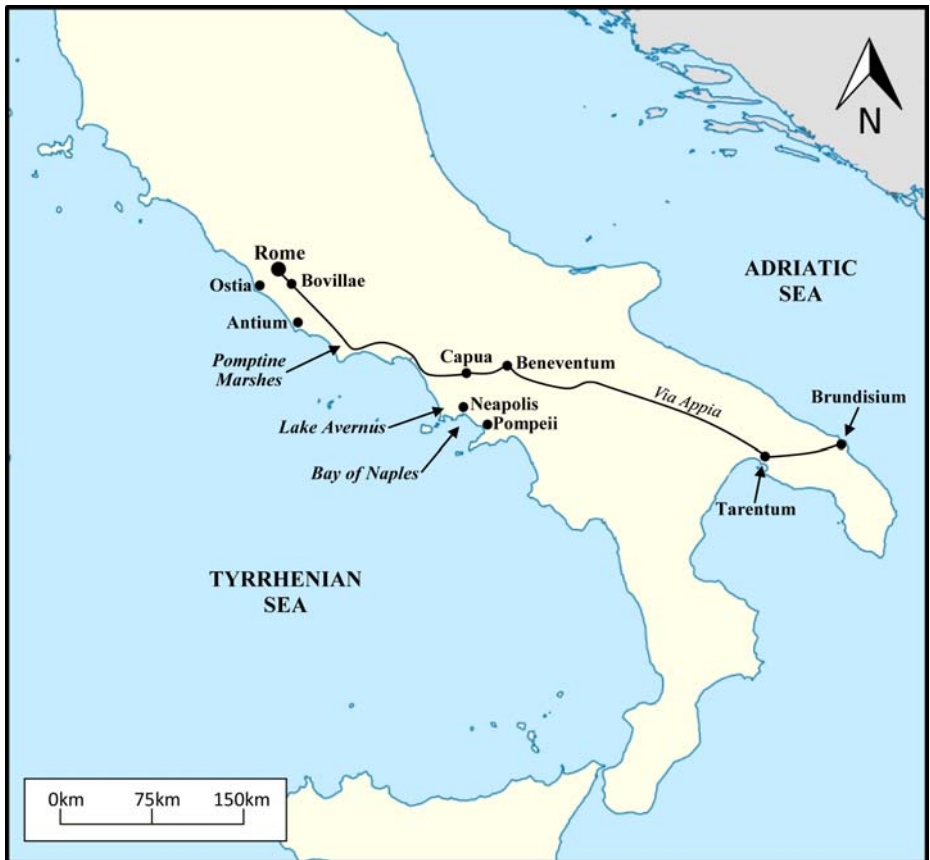 N
ADRIATIC
SEA
Rome
Ostia
Bovillae
Antium
Pomptine
Marshes
Capua
Beneventum
Via Appia
Brundisium
Neapolis
Lake Avernus
Pompeii
Bay of Naples
Tarentum
TYRRHENIAN
SEA
0km 75km 150km